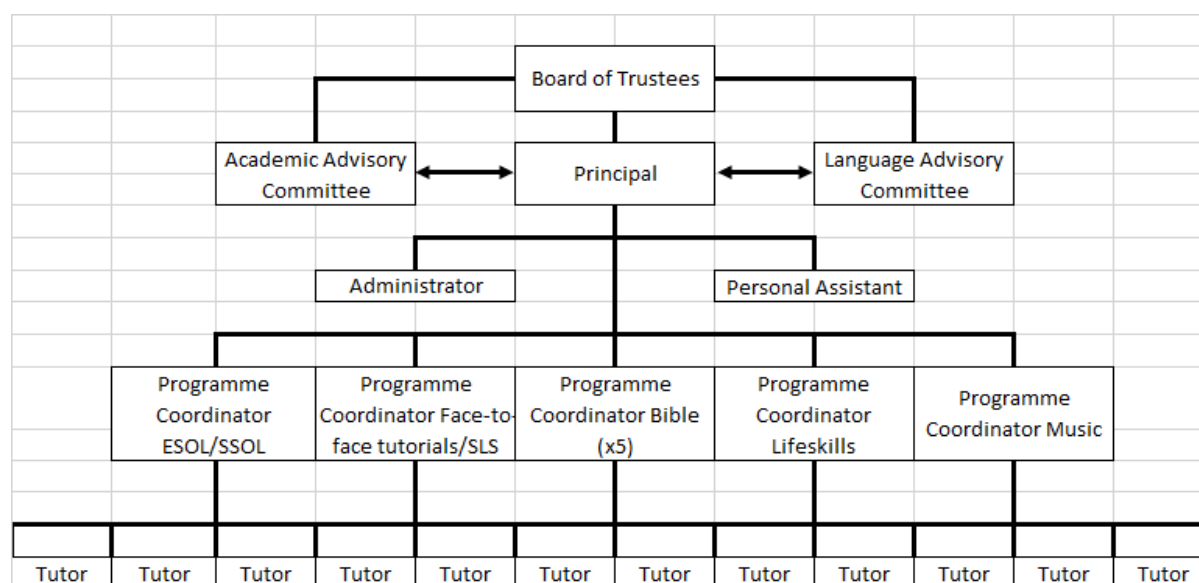 Board of Trustees
Academic Advisory
Committee
Principal
Language Advisory
Committee
Administrator
Personal Assistant
Programme
Coordinator
ESOL/SSOL
Programme
Coordinator Face-to-
face tutorials/SLS
Programme
Coordinator Bible
(x5)
Programme
Coordinator
Lifeskills
Programme
Coordinator Music
Tutor
Tutor
Tutor
Tutor
Tutor
Tutor
Tutor
Tutor
Tutor
Tutor
Tutor
Tutor